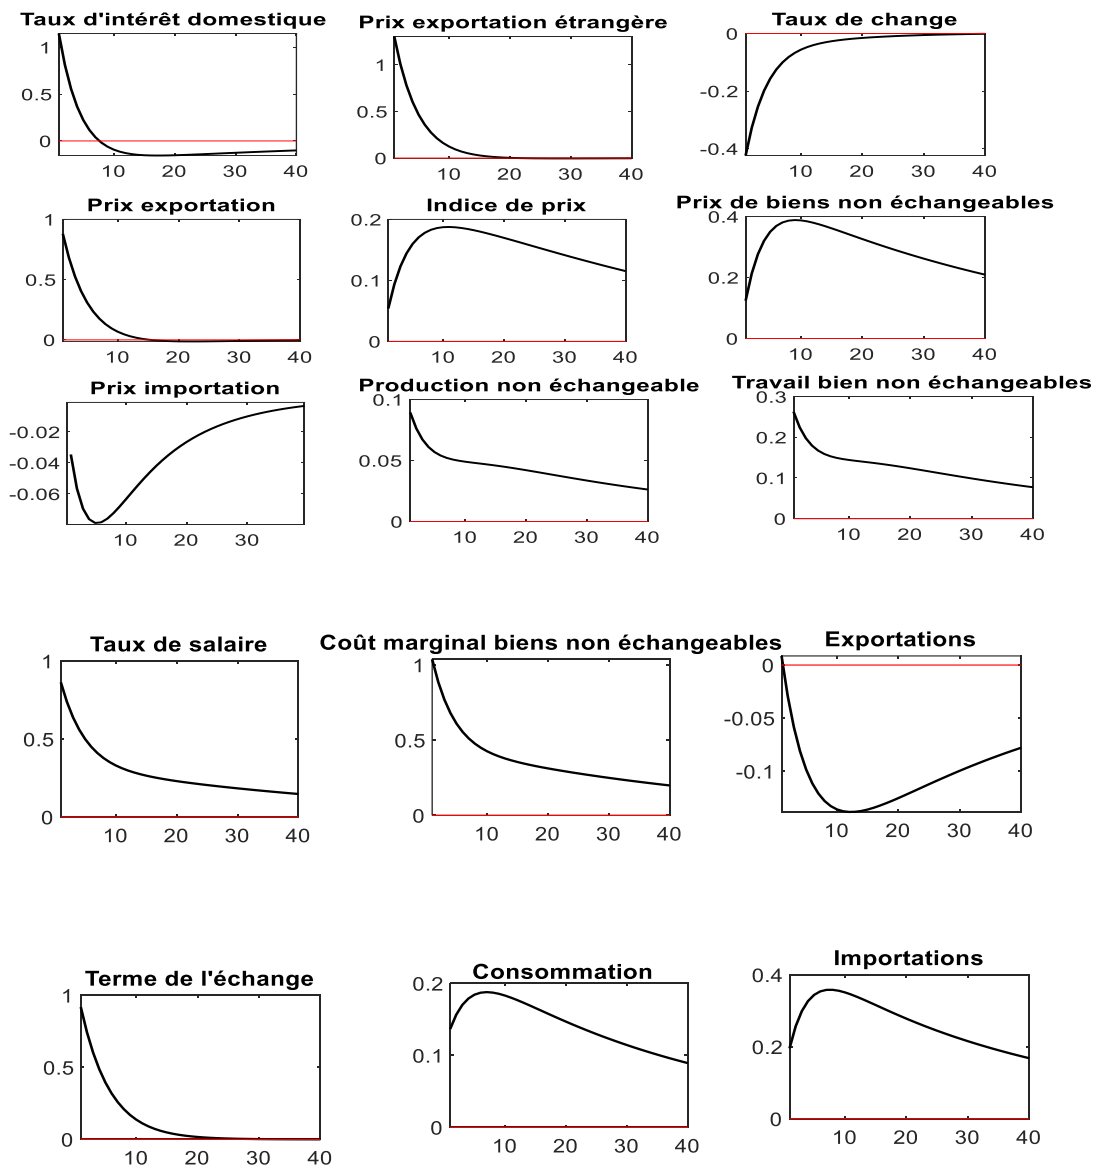 Taux d'intérêt domestique
1
0.5
0
10 20 30 40
Prix exportation étrangère
1
0.5
0
10 20 30 40
Taux de change
0
-0.2
-0.4
10 20 30 40
Prix exportation
1
0.5
0
10 20 30 40
Indice de prix
0.2
0.1
0
10 20 30 40
Prix de biens non échangeables
0.4
0.2
0
10 20 30 40
Prix importation
-0.02
-0.04
-0.06
10 20 30
Production non échangeable
0.1
0.05
0
10 20 30 40
Travail bien non échangeables
0.3
0.2
0.1
0
10 20 30 40
Taux de salaire
1
0.5
0
10 20 30 40
Coût marginal biens non échangeables
1
0.5
0
10 20 30 40
Exportations
0
-0.05
-0.1
10 20 30 40
Terme de l'échange
1
0.5
0
10 20 30 40
Consommation
0.2
0.1
0
10 20 30 40
Importations
0.4
0.2
0
10 20 30 40